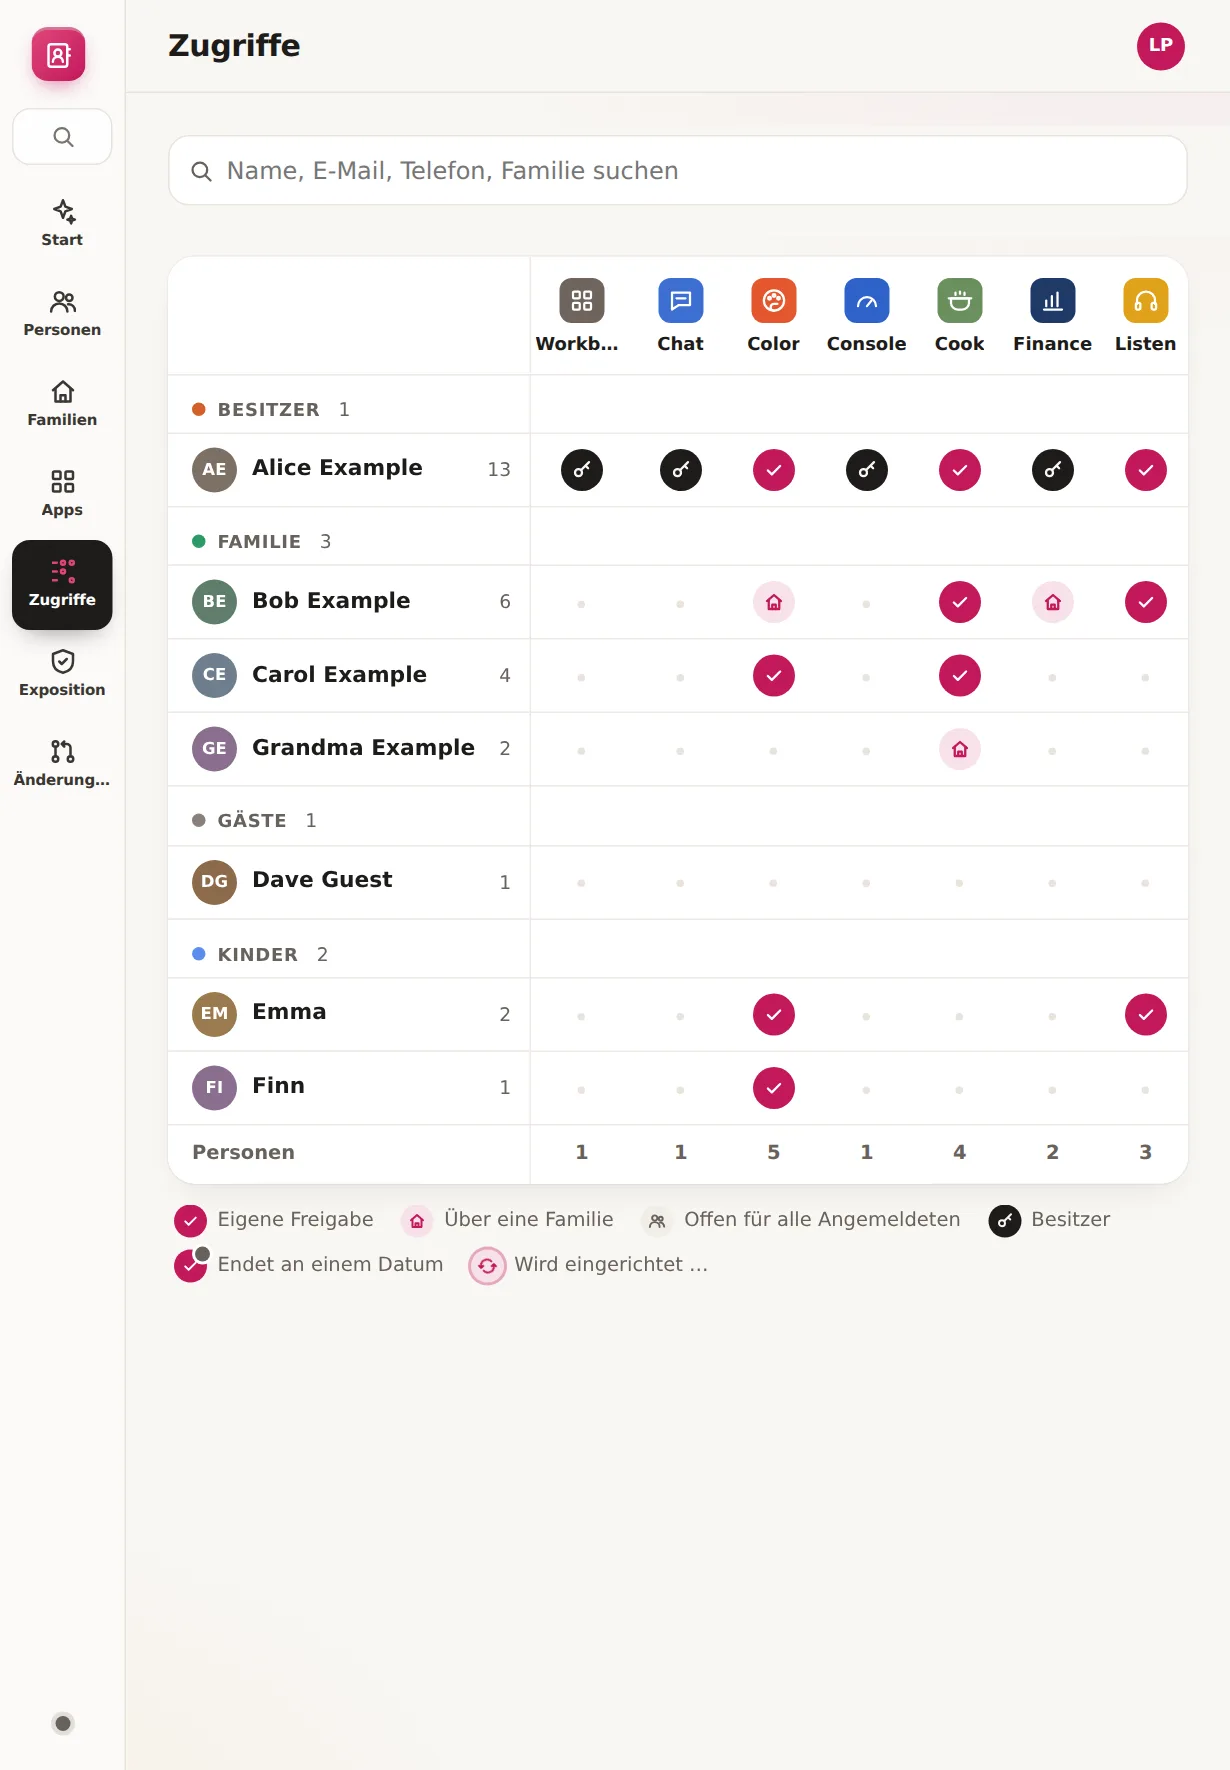 Zugriffe
LP
Name, E-Mail, Telefon, Familie suchen
Start
Personen
Familien
Apps
Zugriffe
Exposition
Änderung...
Workb... Chat Color Console Cook Finance Listen
BESITZER 1
AE Alice Example 13
FAMILIE 3
BE Bob Example 6
CE Carol Example 4
GE Grandma Example 2
GÄSTE 1
DG Dave Guest 1
KINDER 2
EM Emma 2
FI Finn 1
Personen 1 1 5 1 4 2 3
Eigene Freigabe Über eine Familie Offen für alle Angemeldeten Besitzer
Endet an einem Datum Wird eingerichtet ...